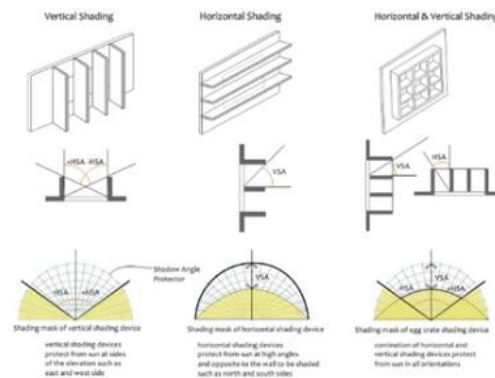 Vertical Shading
Horizontal Shading
Horizontal & Vertical Shading
+HSA -HSA
VSA
VSA
HSA
Shadow Angle
Protector
-HSA +HSA
VSA
VSA
-HSA +HSA
Shading mask of vertical shading device
Shading mask of horizontal shading device
Shading mask of egg crate shading device
vertical shading devices
protect from sun at sides
of the elevation such as
east and west side
horizontal shading devices
protect from sun at high angles
and opposite to the wall to be shaded
such as north and south sides
comination of horizontal and
vertical shading devices protect
from sun in all orientations